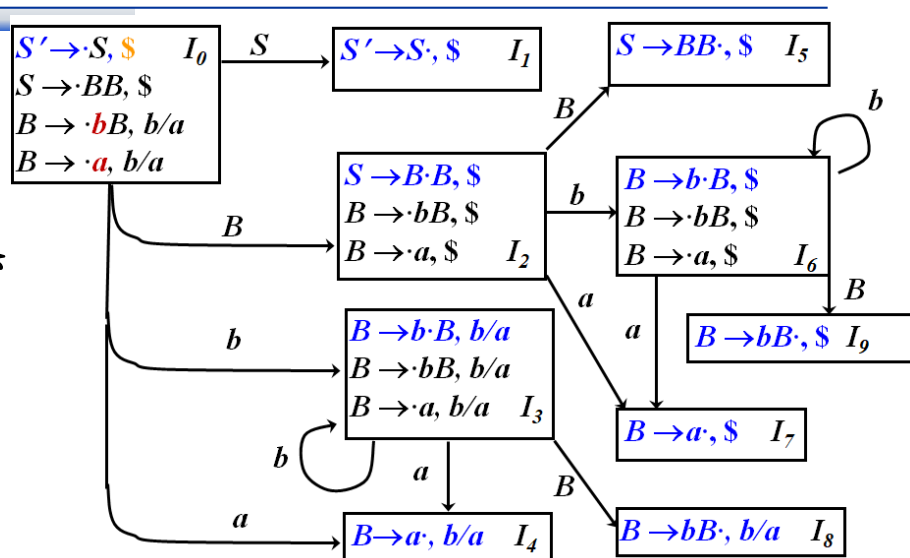 S′→·S, $ I₀
S →·BB, $
B → ·bB, b/a
B → ·a, b/a
S
S′→S·, $ I₁
S →BB·, $ I₅
B
b
B
S →B·B, $
B →·bB, $
B →·a, $ I₂
b
B →b·B, $
B →·bB, $
B →·a, $ I₆
a
a
B
B →bB·, $ I₉
b
B →b·B, b/a
B →·bB, b/a
B →·a, b/a I₃
B →a·, $ I₇
b
a
B
a
B→a·, b/a I₄
B →bB·, b/a I₈